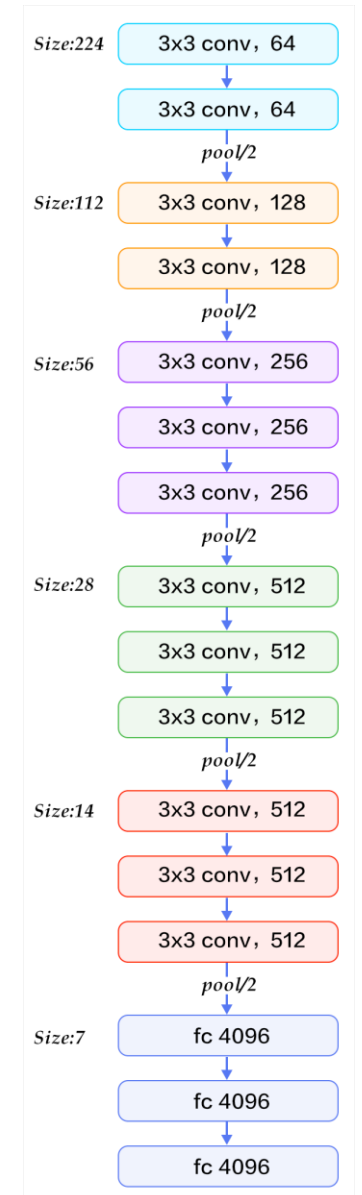 Size:224 3x3 conv，64
3x3 conv，64
pool/2
Size:112 3x3 conv，128
3x3 conv，128
pool/2
Size:56 3x3 conv，256
3x3 conv，256
3x3 conv，256
pool/2
Size:28 3x3 conv，512
3x3 conv，512
3x3 conv，512
pool/2
Size:14 3x3 conv，512
3x3 conv，512
3x3 conv，512
pool/2
Size:7 fc 4096
fc 4096
fc 4096